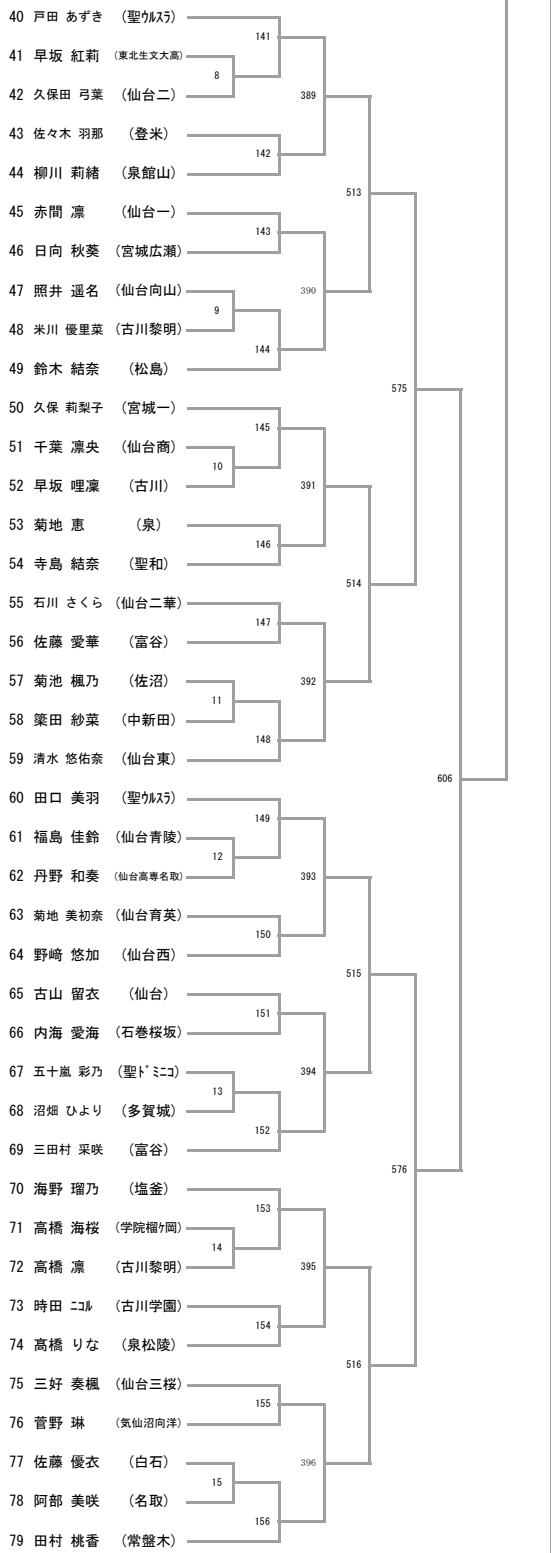 40 戸田 あずき (聖ｳﾙｽﾗ)
141
41 早坂 紅莉 (東北生文大高)
8
42 久保田 弓葉 (仙台二)
389
43 佐々木 羽那 (登米)
142
44 柳川 莉緒 (泉館山)
513
45 赤間 凛 (仙台一)
143
46 日向 秋葵 (宮城広瀬)
47 照井 遥名 (仙台向山)
390
9
48 米川 優里菜 (古川黎明)
144
49 鈴木 結奈 (松島)
575
50 久保 莉梨子 (宮城一)
145
51 千葉 凛央 (仙台商)
10
52 早坂 哩凜 (古川)
391
53 菊地 恵 (泉)
146
54 寺島 結奈 (聖和)
514
55 石川 さくら (仙台二華)
147
56 佐藤 愛華 (富谷)
57 菊池 楓乃 (佐沼)
392
11
58 簗田 紗菜 (中新田)
148
59 清水 悠佑奈 (仙台東)
606
60 田口 美羽 (聖ｳﾙｽﾗ)
149
61 福島 佳鈴 (仙台青陵)
12
62 丹野 和奏 (仙台高専名取)
393
63 菊地 美初奈 (仙台育英)
150
64 野﨑 悠加 (仙台西)
515
65 古山 留衣 (仙台)
151
66 内海 愛海 (石巻桜坂)
67 五十嵐 彩乃 (聖ﾄﾞﾐﾆｺ)
394
13
68 沼畑 ひより (多賀城)
152
69 三田村 采咲 (富谷)
576
70 海野 瑠乃 (塩釜)
153
71 高橋 海桜 (学院榴ｹ岡)
14
72 高橋 凛 (古川黎明)
395
73 時田 ﾆｺﾙ (古川学園)
154
74 髙橋 りな (泉松陵)
516
75 三好 奏楓 (仙台三桜)
155
76 菅野 琳 (気仙沼向洋)
77 佐藤 優衣 (白石)
396
15
78 阿部 美咲 (名取)
156
79 田村 桃香 (常盤木)